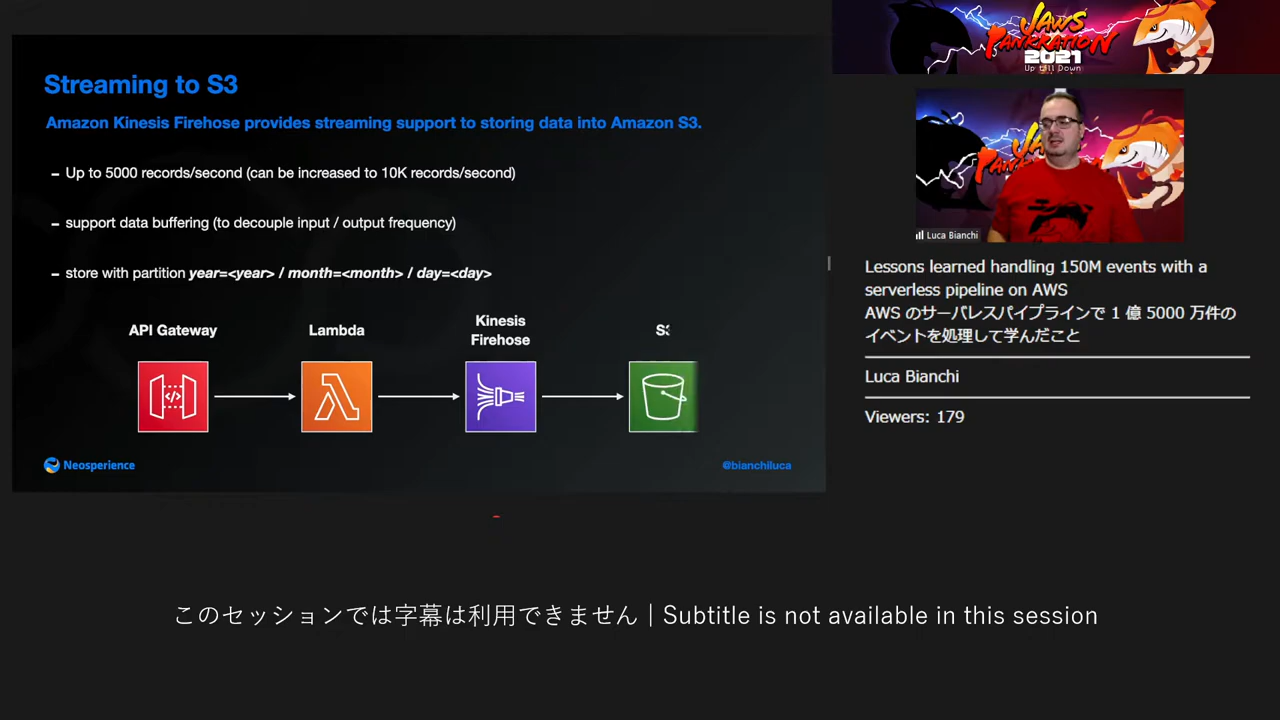 Streaming to S3
Amazon Kinesis Firehose provides streaming support to storing data into Amazon S3.
– Up to 5000 records/second (can be increased to 10K records/second)
– support data buffering (to decouple input / output frequency)
– store with partition year=<year> / month=<month> / day=<day>
API Gateway
Lambda
Kinesis
Firehose
Neosperience
@bianchiluca
JAWS
PANKRATION
2021
Up till Down
Luca Bianchi
Lessons learned handling 150M events with a
serverless pipeline on AWS
AWS のサーバレスパイプラインで 1 億 5000 万件の
イベントを処理して学んだこと
Luca Bianchi
Viewers: 179
このセッションでは字幕は利用できません | Subtitle is not available in this session